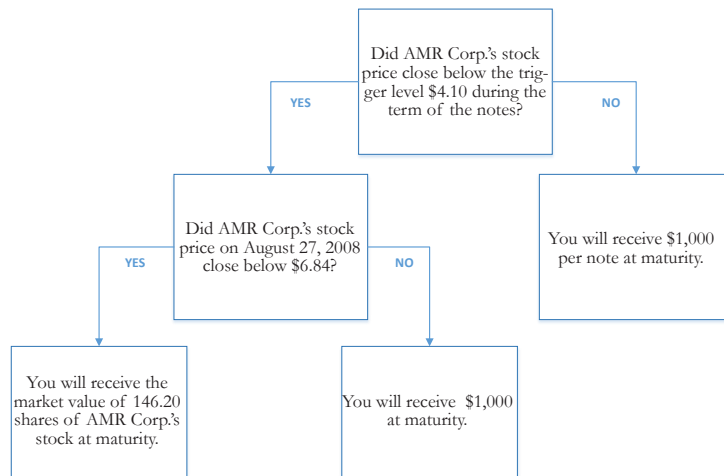 Did AMR Corp.'s stock
price close below the trig-
ger level $4.10 during the
term of the notes?
YES
NO
Did AMR Corp.'s stock
price on August 27, 2008
close below $6.84?
You will receive $1,000
per note at maturity.
YES
NO
You will receive the
market value of 146.20
shares of AMR Corp.'s
stock at maturity.
You will receive $1,000
at maturity.